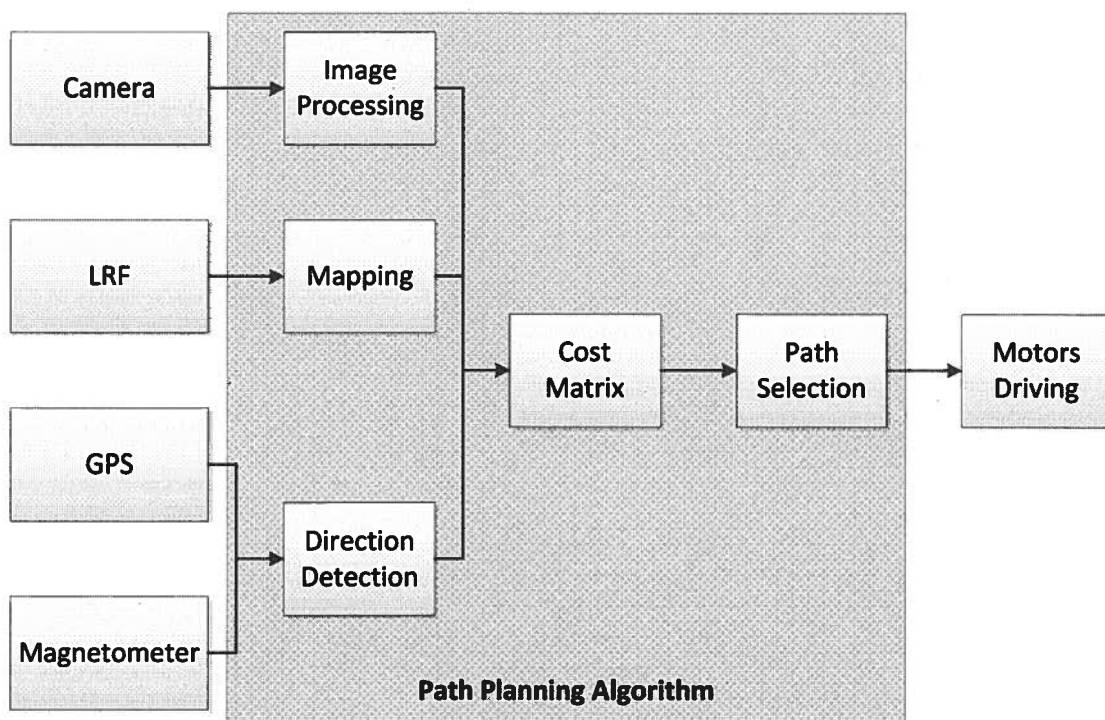 Camera
Image
Processing
LRF
Mapping
Cost
Matrix
Path
Selection
Motors
Driving
GPS
Direction
Detection
Magnetometer
Path Planning Algorithm